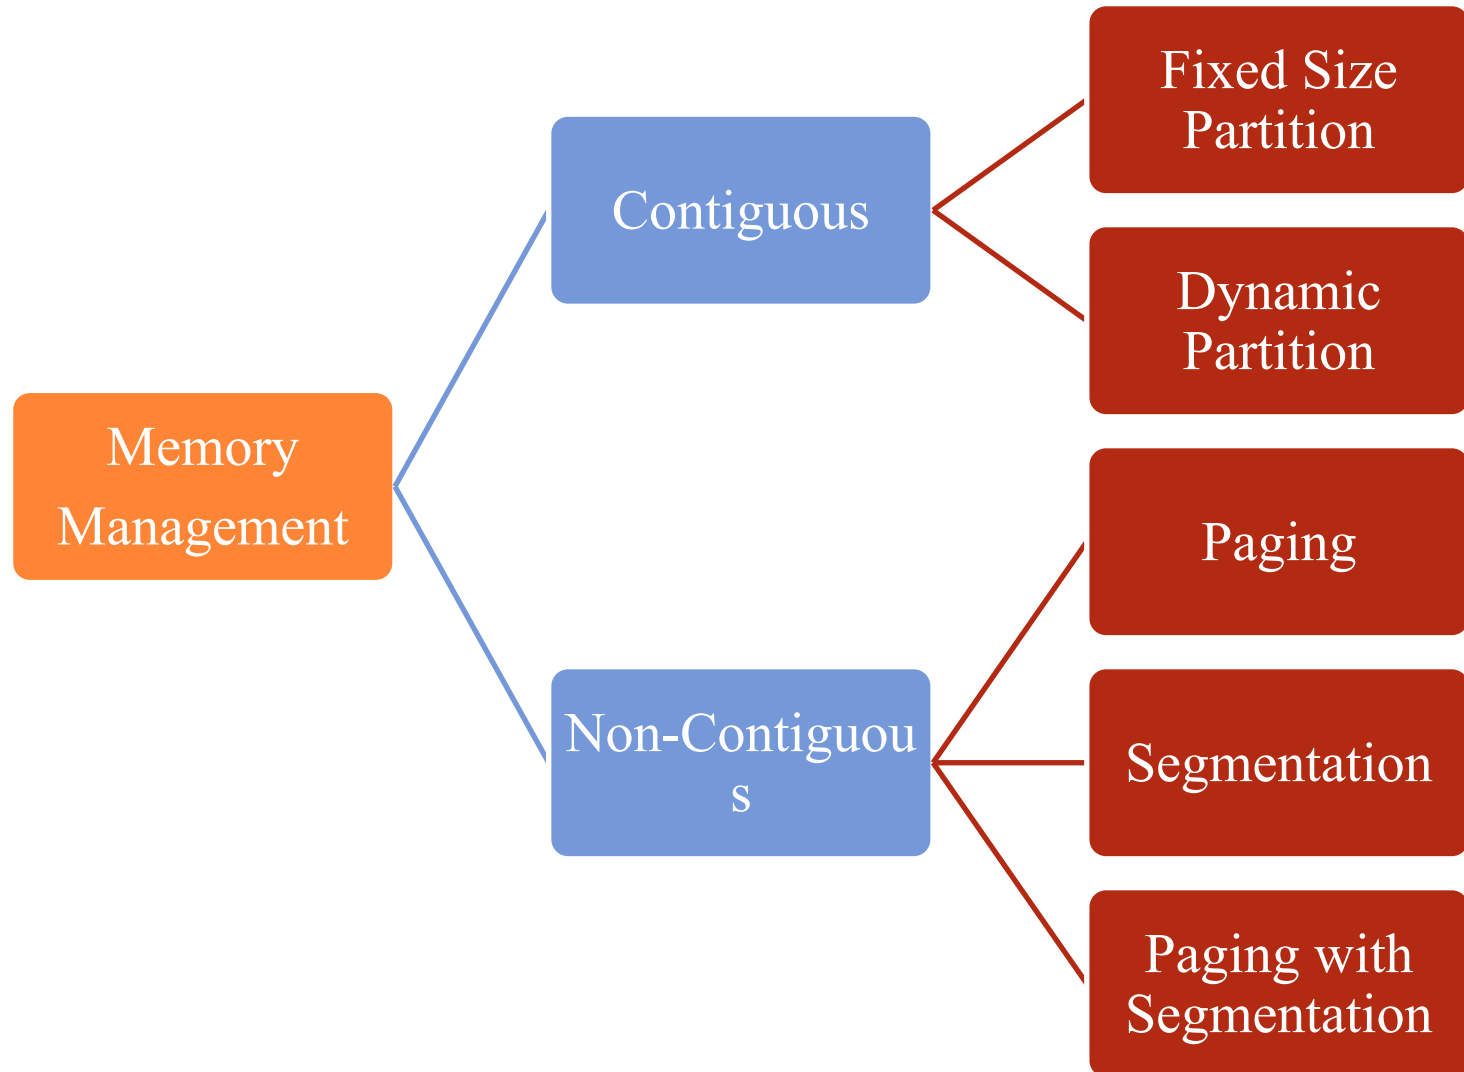 Fixed Size
Partition
Contiguous
Dynamic
Partition
Memory
Management
Paging
Non-Contiguou
s
Segmentation
Paging with
Segmentation